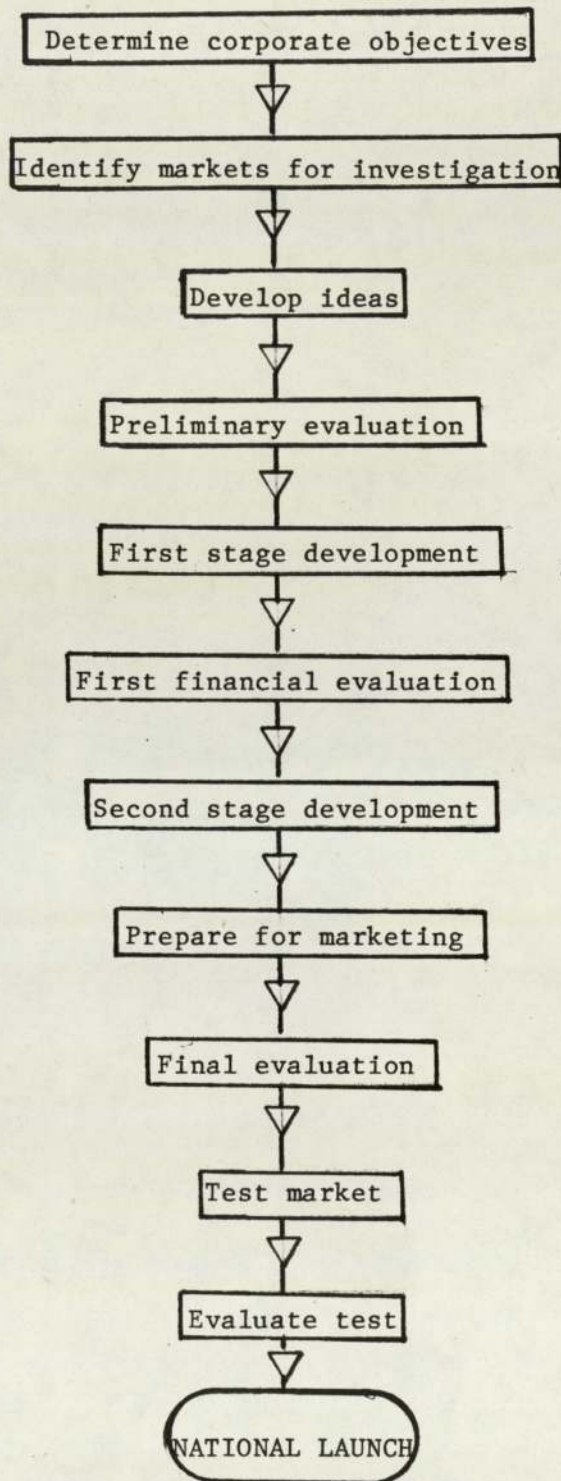 Determine corporate objectives
Identify markets for investigation
Develop ideas
Preliminary evaluation
First stage development
First financial evaluation
Second stage development
Prepare for marketing
Final evaluation
Test market
Evaluate test
NATIONAL LAUNCH